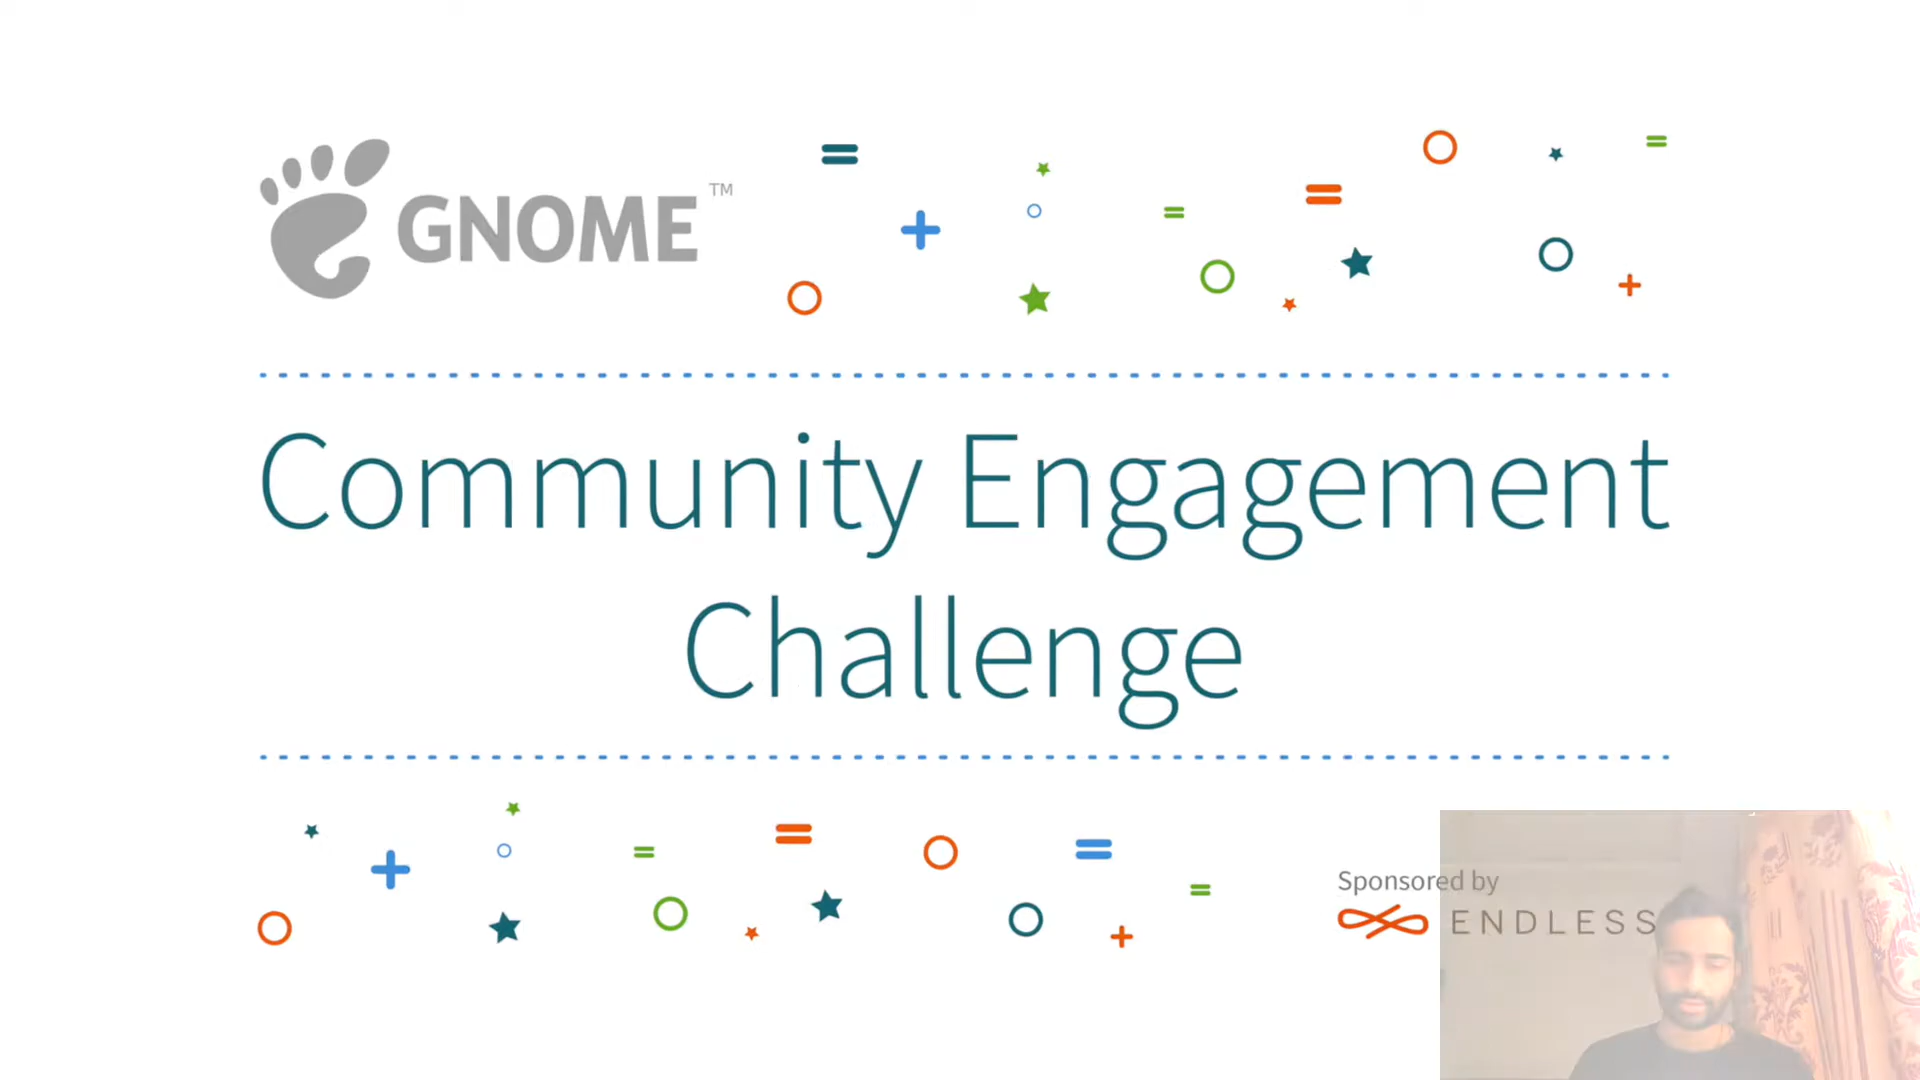 GNOME™
Community Engagement
Challenge
Sponsored by
ENDLESS